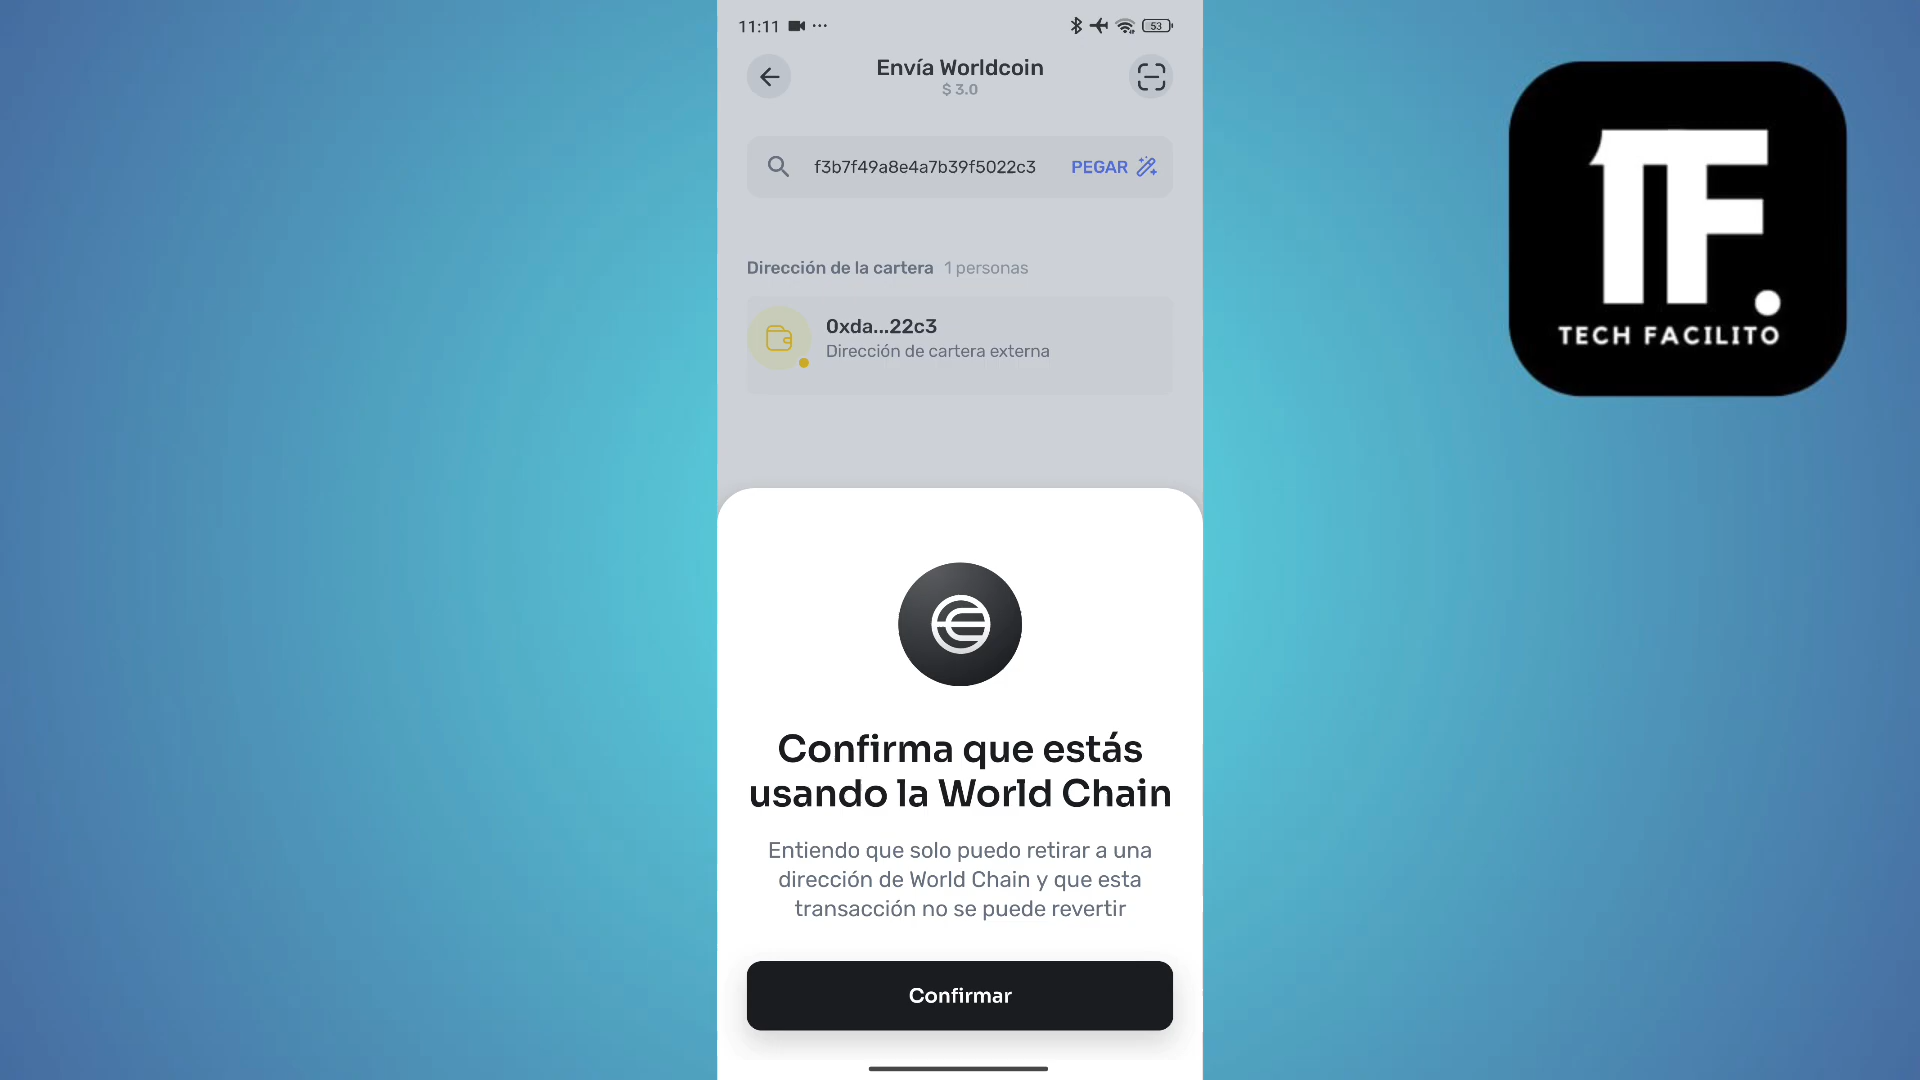 11:11
53
Envía Worldcoin
$ 3.0
f3b7f49a8e4a7b39f5022c3 PEGAR
Dirección de la cartera 1 personas
0xda...22c3
Dirección de cartera externa
Confirma que estás
usando la World Chain
Entiendo que solo puedo retirar a una
dirección de World Chain y que esta
transacción no se puede revertir
Confirmar
TF.
TECH FACILITO